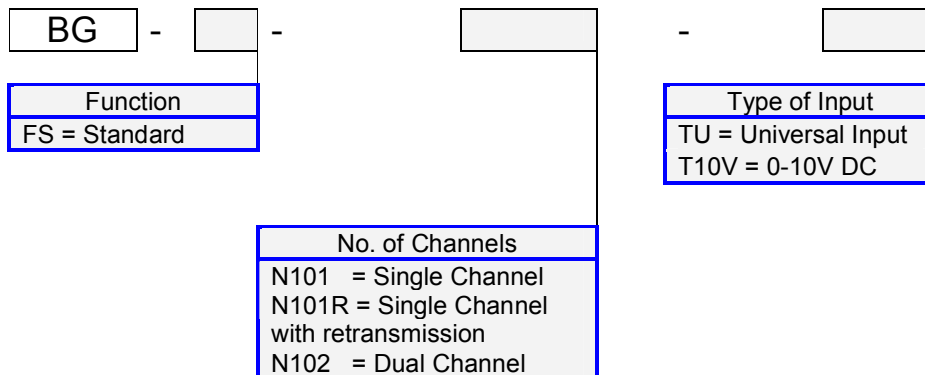 BG - - -
Function
FS = Standard
Type of Input
TU = Universal Input
T10V = 0-10V DC
No. of Channels
N101 = Single Channel
N101R = Single Channel
with retransmission
N102 = Dual Channel